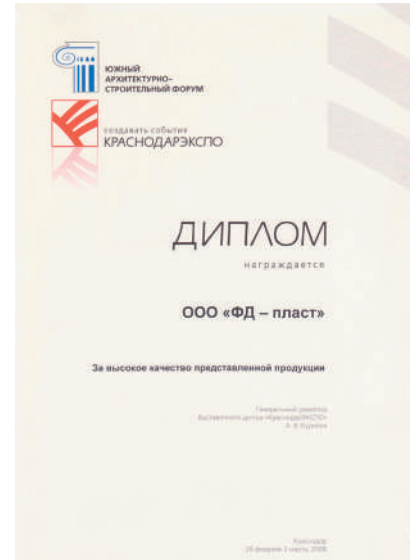 ЮЖНЫЙ
АРХИТЕКТУРНО-
СТРОИТЕЛЬНЫЙ ФОРУМ
создавать события
КРАСНОДАРЭКСПО
ДИПЛОМ
награждается
ООО «ФД – пласт»
За высокое качество представленной продукции
Генеральный директор
Выставочного центра «КраснодарЭКСПО»
Краснодар